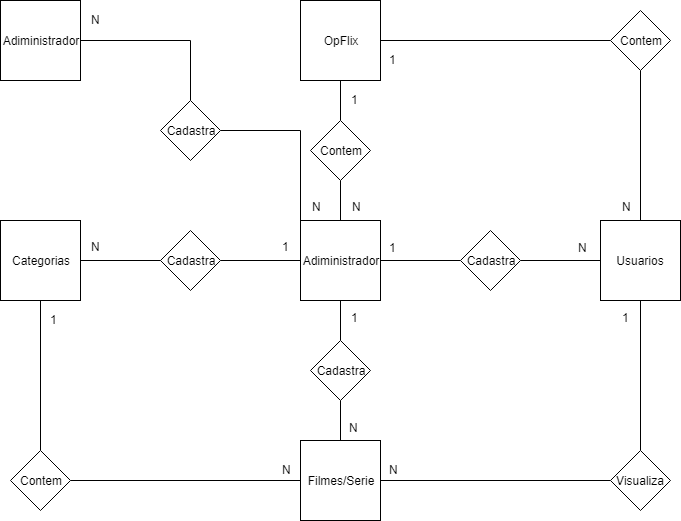 N
Adiministrador
OpFlix
1
Contem
1
Cadastra
Contem
N
N
N
Categorias
N
Cadastra
1
Adiministrador
1
Cadastra
N
Usuarios
1
1
1
Cadastra
N
Contem
N
Filmes/Serie
N
Visualiza